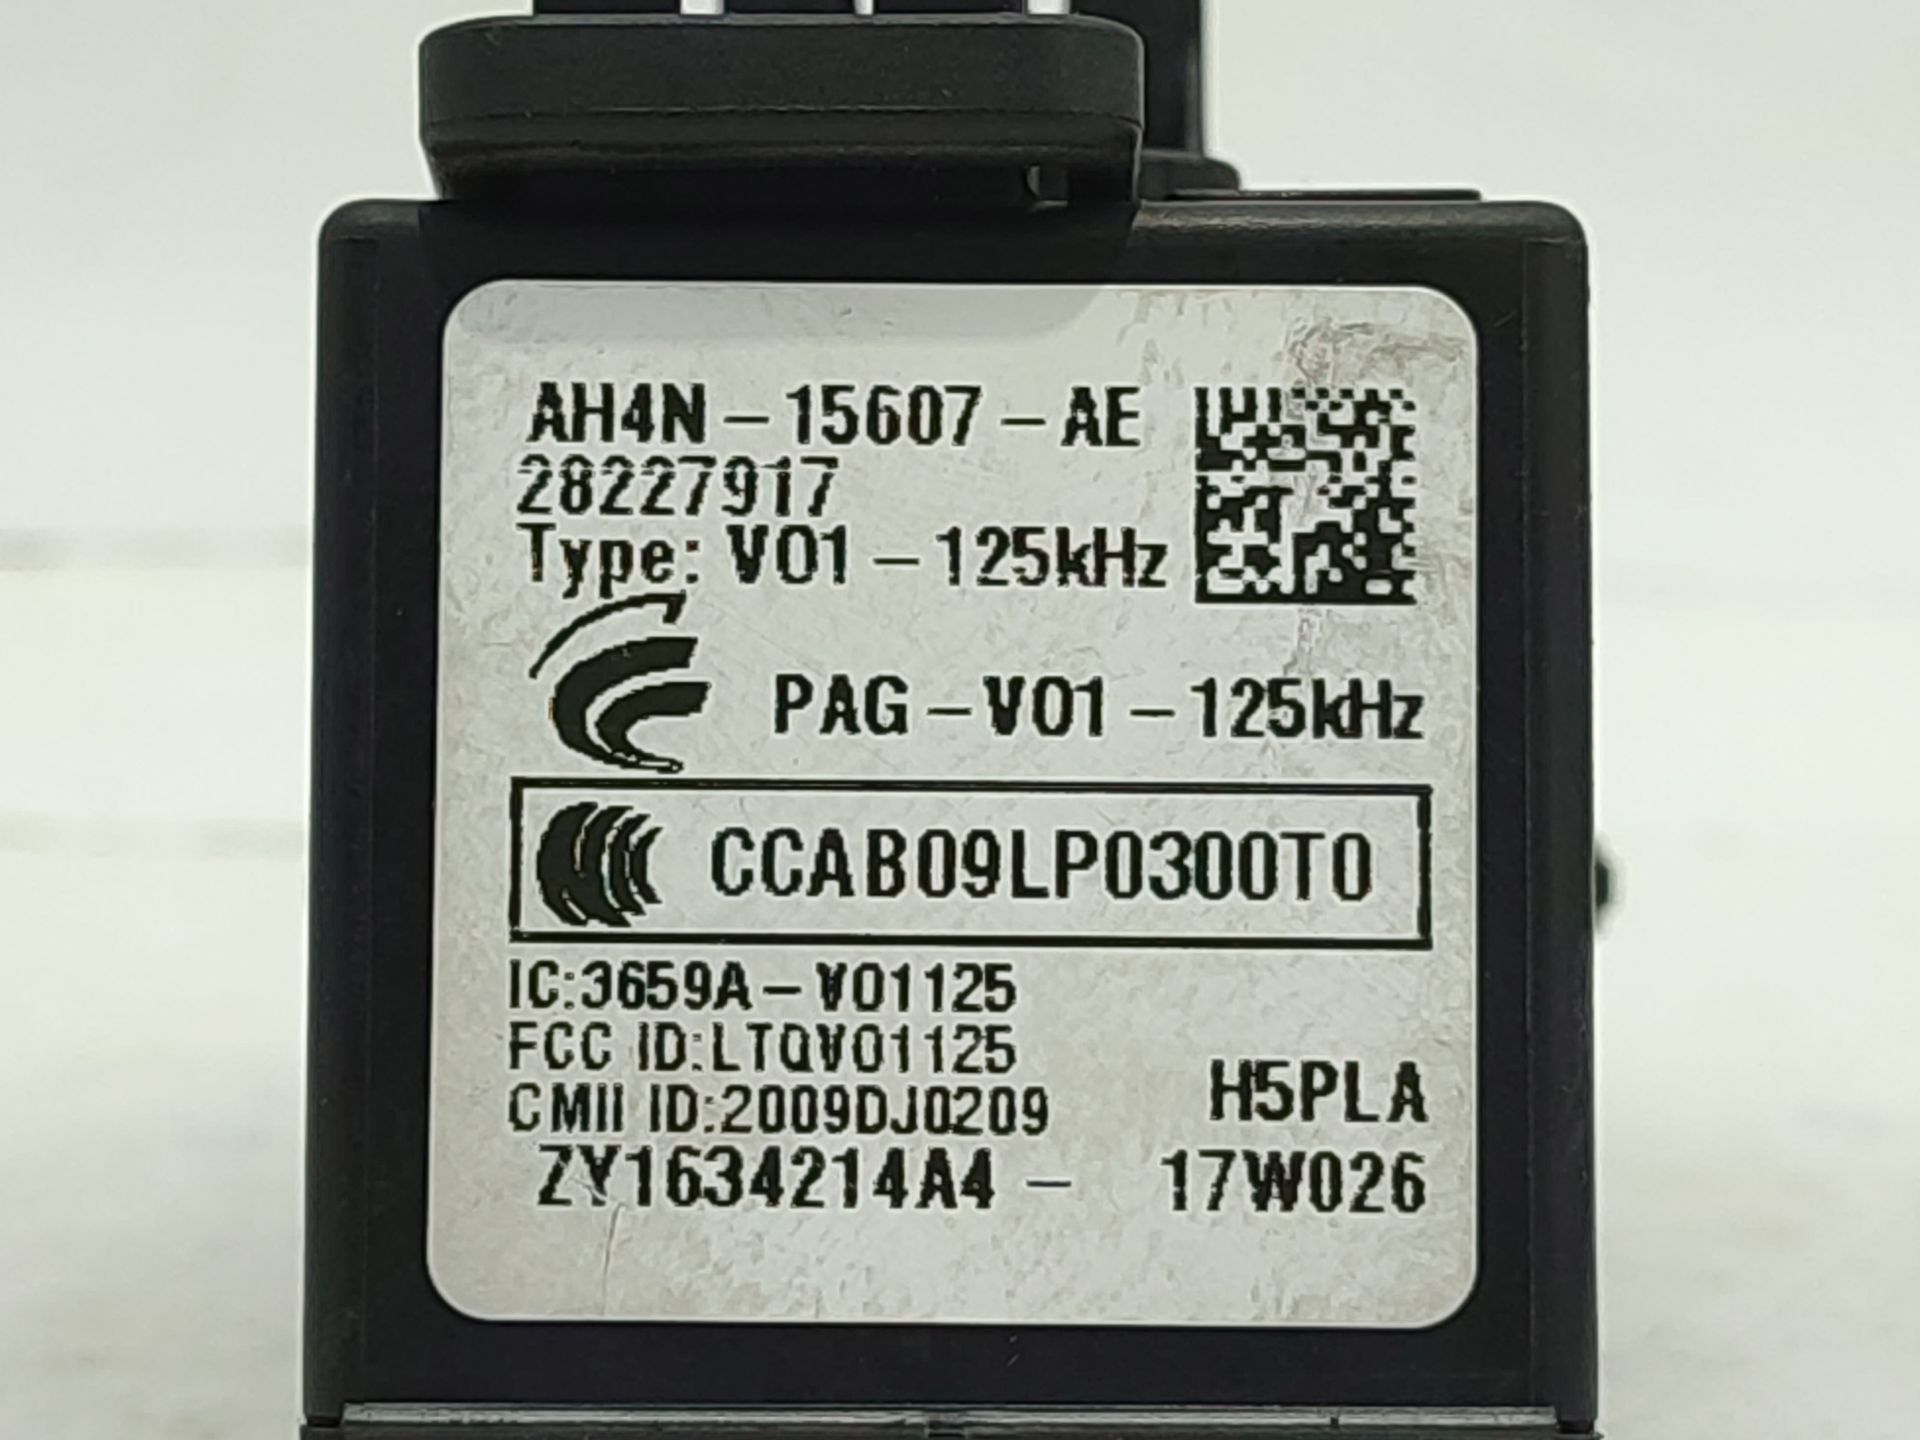 AH4N-15607-AE
28227917
Type: V01-125kHz
PAG-V01-125kHz
CCAB09LP0300T0
IC:3659A-V01125
FCC ID:LTQV01125
CMII ID:2009DJ0209
H5PLA
ZY1634214A4- 17W026